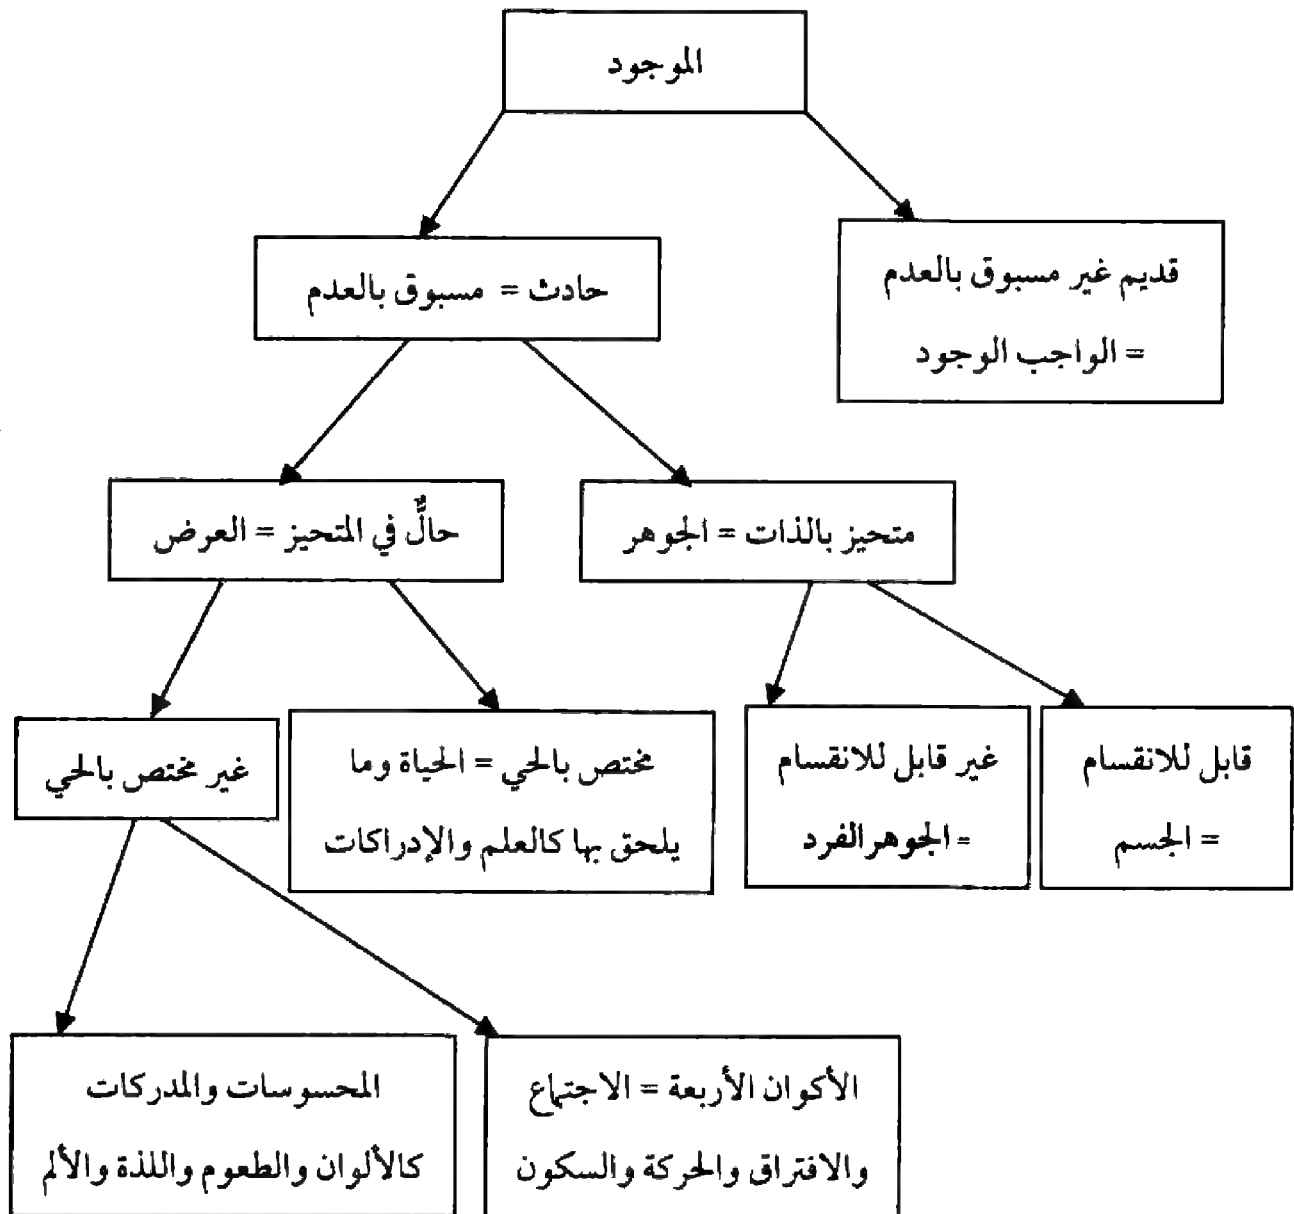 الموجود
قديم غير مسبوق بالعدم
= الواجب الوجود
حادث = مسبوق بالعدم
متحيز بالذات = الجوهر
حالٌّ في المتحيز = العرض
قابل للانقسام
= الجسم
غير قابل للانقسام
= الجوهر الفرد
مختص بالحي = الحياة وما
يلحق بها كالعلم والإدراكات
غير مختص بالحي
الأكوان الأربعة = الاجتماع
والافتراق والحركة والسكون
المحسوسات والمدركات
كالألوان والطعوم واللذة والألم